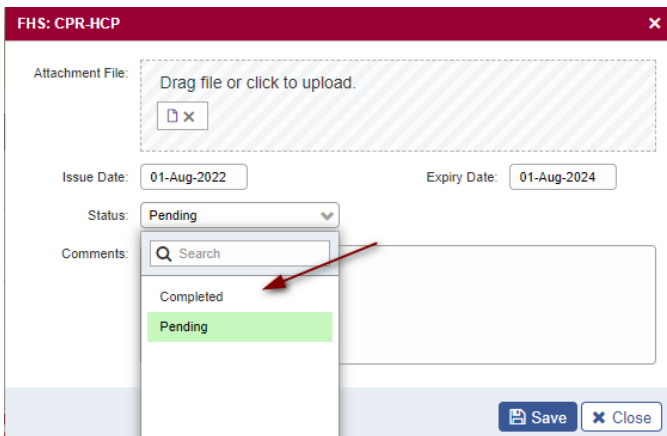 FHS: CPR-HCP
Attachment File:
Drag file or click to upload.
Issue Date: 01-Aug-2022 Expiry Date: 01-Aug-2024
Status: Pending
Comments:
Search
Completed
Pending
Save Close